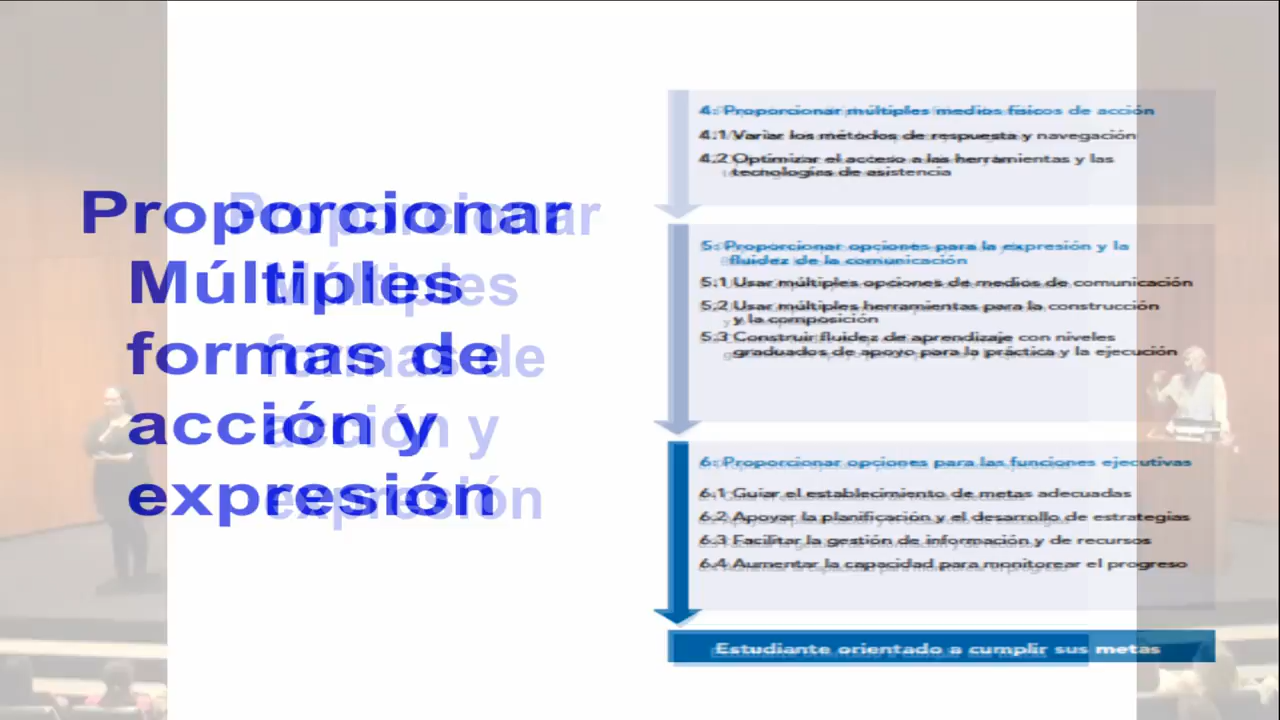 Proporcionar
Múltiples
formas de
acción y
expresión
4: Proporcionar múltiples medios físicos de acción
4.1 Variar los métodos de respuesta y navegación
4.2 Optimizar el acceso a las herramientas y las
tecnologías de asistencia
5: Proporcionar opciones para la expresión y la
fluidez de la comunicación
5.1 Usar múltiples opciones de medios de comunicación
5.2 Usar múltiples herramientas para la construcción
y la composición
5.3 Construir fluidez de aprendizaje con niveles
graduados de apoyo para la práctica y la ejecución
6: Proporcionar opciones para las funciones ejecutivas
6.1 Guiar el establecimiento de metas adecuadas
6.2 Apoyar la planificación y el desarrollo de estrategias
6.3 Facilitar la gestión de información y de recursos
6.4 Aumentar la capacidad para monitorear el progreso
Estudiante orientado a cumplir sus metas